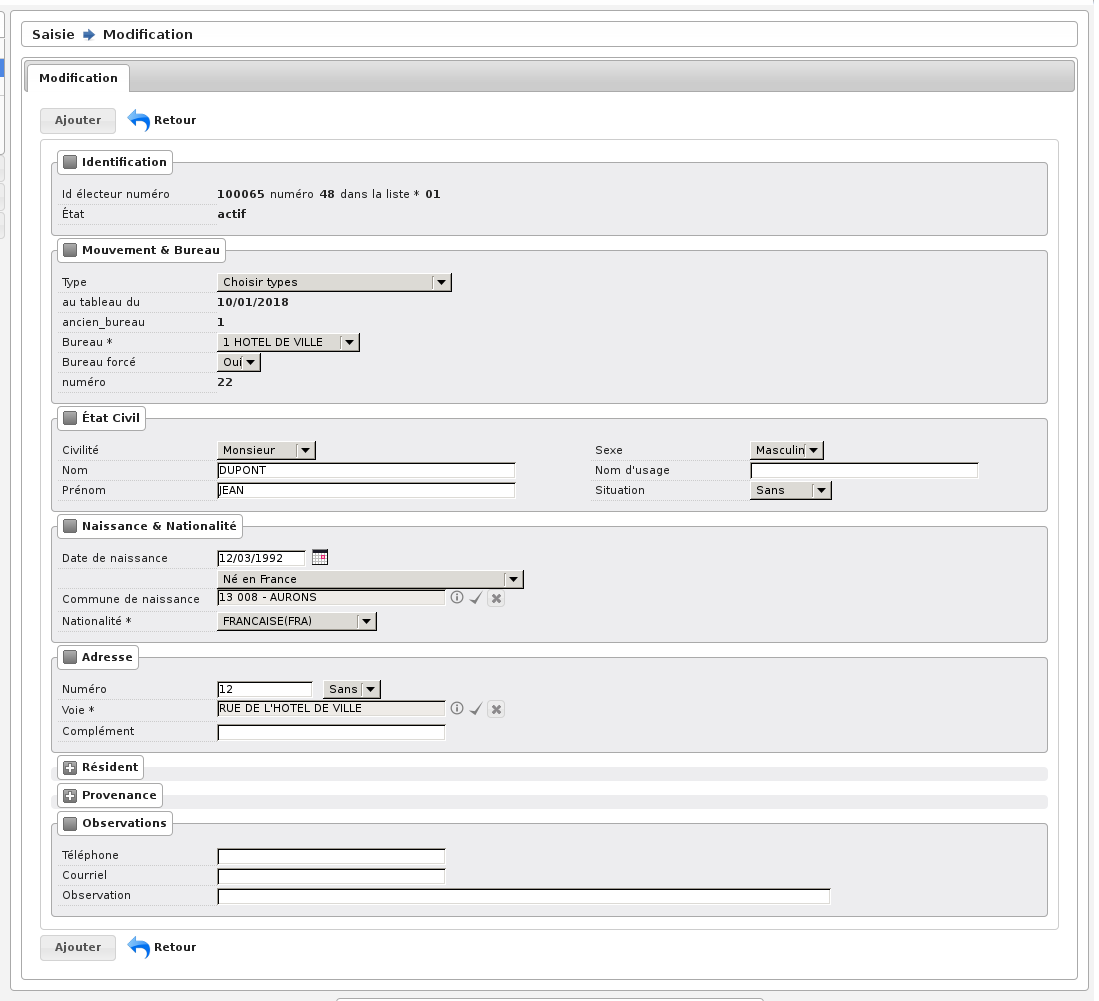 Saisie Modification
Modification
Ajouter Retour
Identification
Id électeur numéro 100065 numéro 48 dans la liste * 01
État actif
Mouvement & Bureau
Type Choisir types
au tableau du 10/01/2018
ancien_bureau 1
Bureau * 1 HOTEL DE VILLE
Bureau forcé Oui
numéro 22
État Civil
Civilité Monsieur Sexe Masculin
Nom DUPONT Nom d'usage
Prénom JEAN Situation Sans
Naissance & Nationalité
Date de naissance 12/03/1992
Né en France
Commune de naissance 13 008 - AURONS
Nationalité * FRANCAISE(FRA)
Adresse
Numéro 12 Sans
Voie * RUE DE L'HOTEL DE VILLE
Complément
Résident
Provenance
Observations
Téléphone
Courriel
Observation
Ajouter Retour